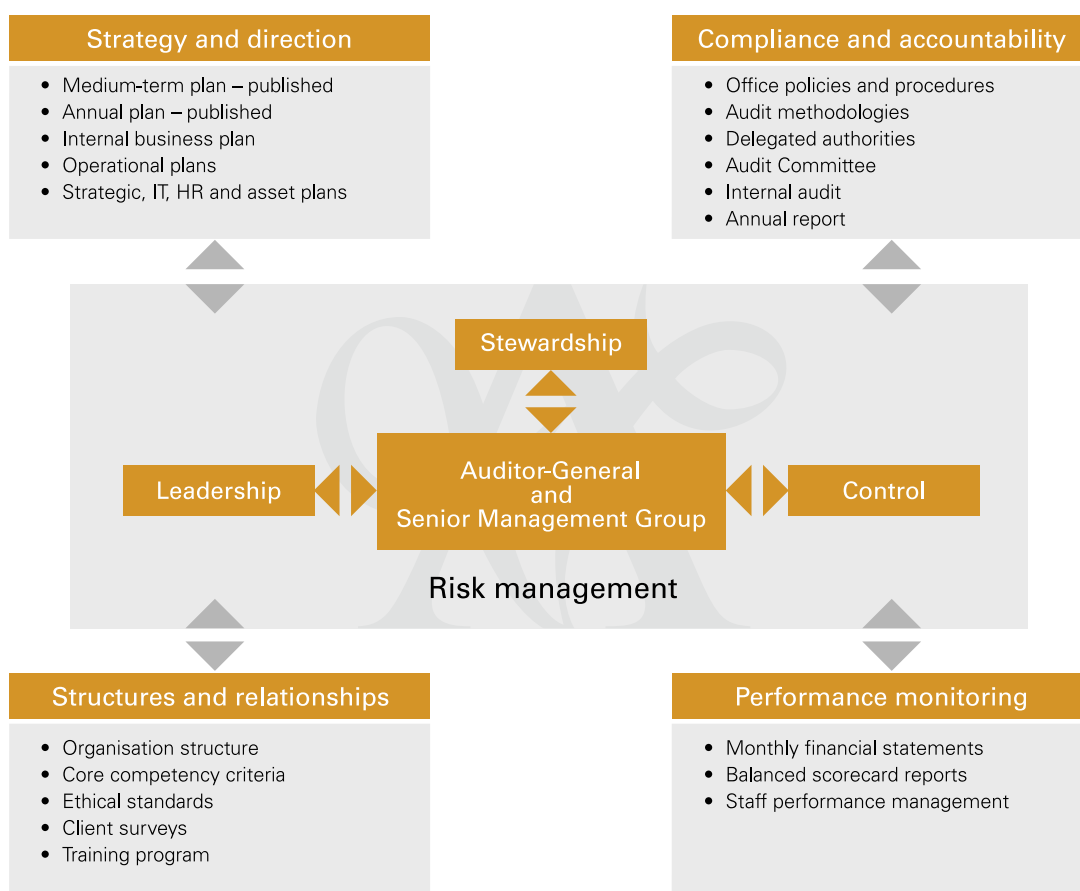 Strategy and direction
• Medium-term plan – published
• Annual plan – published
• Internal business plan
• Operational plans
• Strategic, IT, HR and asset plans
Compliance and accountability
• Office policies and procedures
• Audit methodologies
• Delegated authorities
• Audit Committee
• Internal audit
• Annual report
Stewardship
Leadership
Auditor-General
and
Senior Management Group
Control
Risk management
Structures and relationships
• Organisation structure
• Core competency criteria
• Ethical standards
• Client surveys
• Training program
Performance monitoring
• Monthly financial statements
• Balanced scorecard reports
• Staff performance management